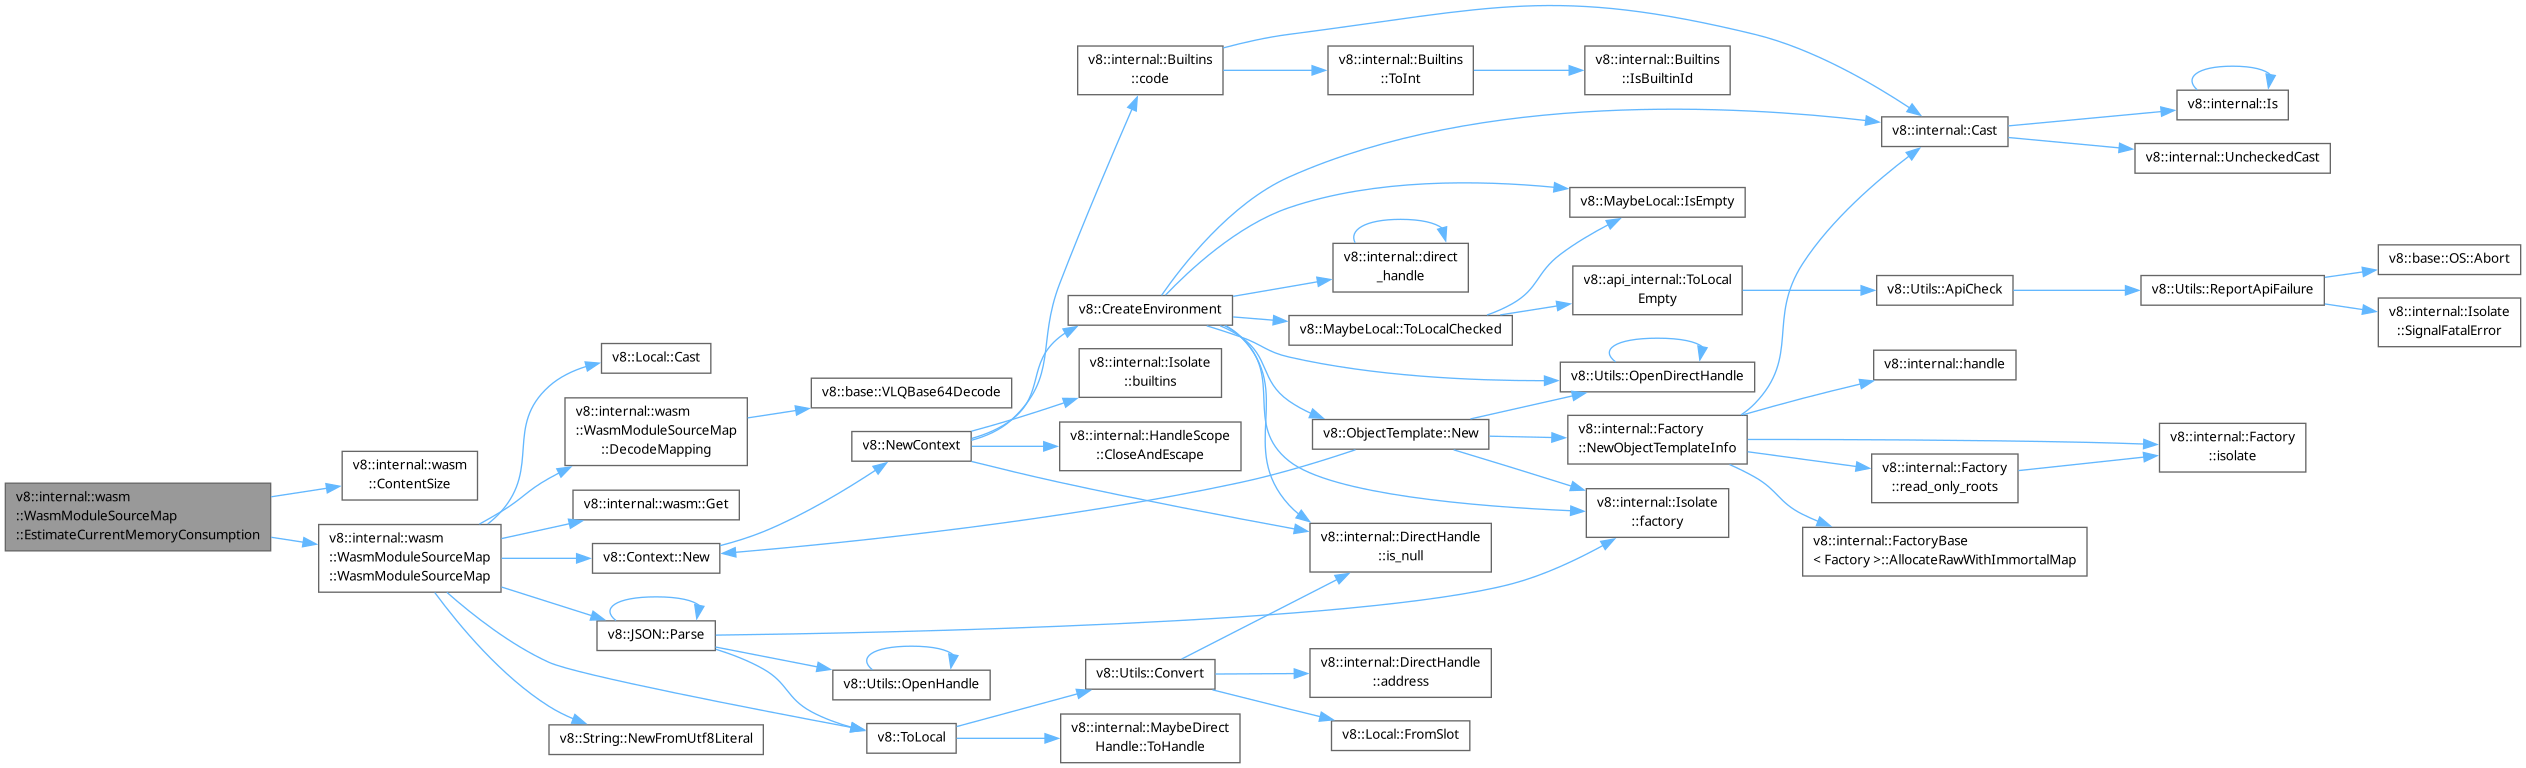 v8::internal::wasm
::WasmModuleSourceMap
::EstimateCurrentMemoryConsumption
v8::internal::wasm
::ContentSize
v8::internal::wasm
::WasmModuleSourceMap
::WasmModuleSourceMap
v8::Local::Cast
v8::internal::wasm
::WasmModuleSourceMap
::DecodeMapping
v8::base::VLQBase64Decode
v8::internal::wasm::Get
v8::Context::New
v8::JSON::Parse
v8::String::NewFromUtf8Literal
v8::Utils::OpenHandle
v8::ToLocal
v8::NewContext
v8::internal::Builtins
::code
v8::CreateEnvironment
v8::internal::Isolate
::builtins
v8::internal::HandleScope
::CloseAndEscape
v8::Utils::Convert
v8::internal::MaybeDirect
Handle::ToHandle
v8::internal::Builtins
::ToInt
v8::internal::direct
_handle
v8::MaybeLocal::ToLocalChecked
v8::ObjectTemplate::New
v8::internal::DirectHandle
::is_null
v8::internal::DirectHandle
::address
v8::Local::FromSlot
v8::internal::Builtins
::IsBuiltinId
v8::MaybeLocal::IsEmpty
v8::api_internal::ToLocal
Empty
v8::Utils::OpenDirectHandle
v8::internal::Factory
::NewObjectTemplateInfo
v8::internal::Isolate
::factory
v8::internal::Cast
v8::Utils::ApiCheck
v8::internal::handle
v8::internal::Factory
::read_only_roots
v8::internal::FactoryBase
< Factory >::AllocateRawWithImmortalMap
v8::internal::Is
v8::internal::UncheckedCast
v8::Utils::ReportApiFailure
v8::internal::Factory
::isolate
v8::base::OS::Abort
v8::internal::Isolate
::SignalFatalError